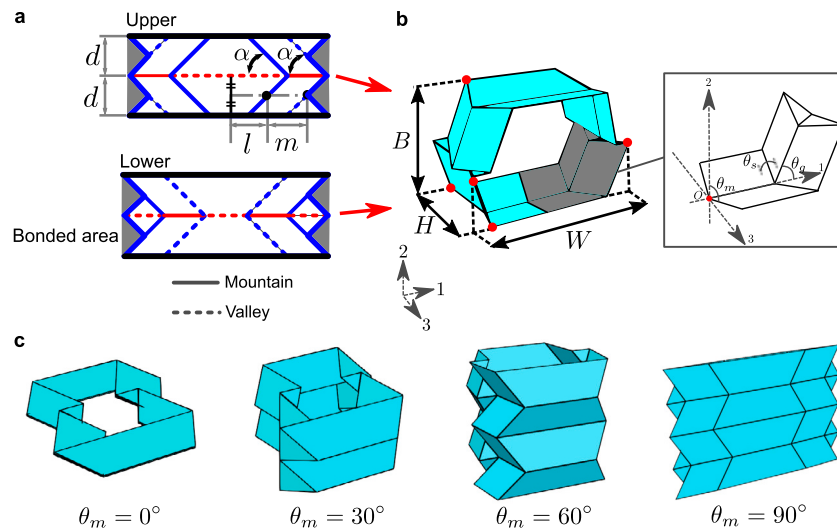 a
Upper
d
α
α
d
l
m
Lower
Bonded area
Mountain
Valley
b
B
H
W
2
1
3
2
θs
θg
1
θm
O
3
c
θm = 0°
θm = 30°
θm = 60°
θm = 90°